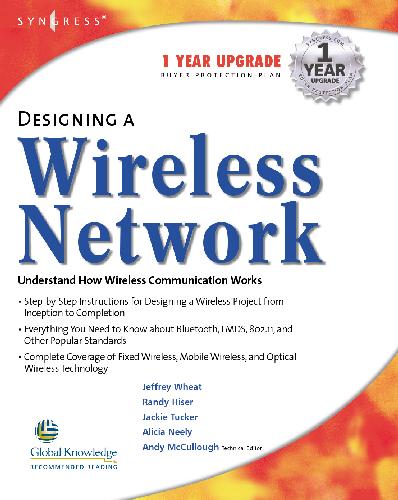 SYNGRESS®
1 YEAR UPGRADE
BUYER PROTECTION PLAN
1
YEAR
UPGRADE
DESIGNING A
Wireless
Network
Understand How Wireless Communication Works
• Step-by-Step Instructions for Designing a Wireless Project from
Inception to Completion
• Everything You Need to Know about Bluetooth, LMDS, 802.11, and
Other Popular Standards
• Complete Coverage of Fixed Wireless, Mobile Wireless, and Optical
Wireless Technology
Jeffrey Wheat
Randy Hiser
Jackie Tucker
Alicia Neely
Andy McCullough Technical Editor
Global Knowledge
RECOMMENDED READING